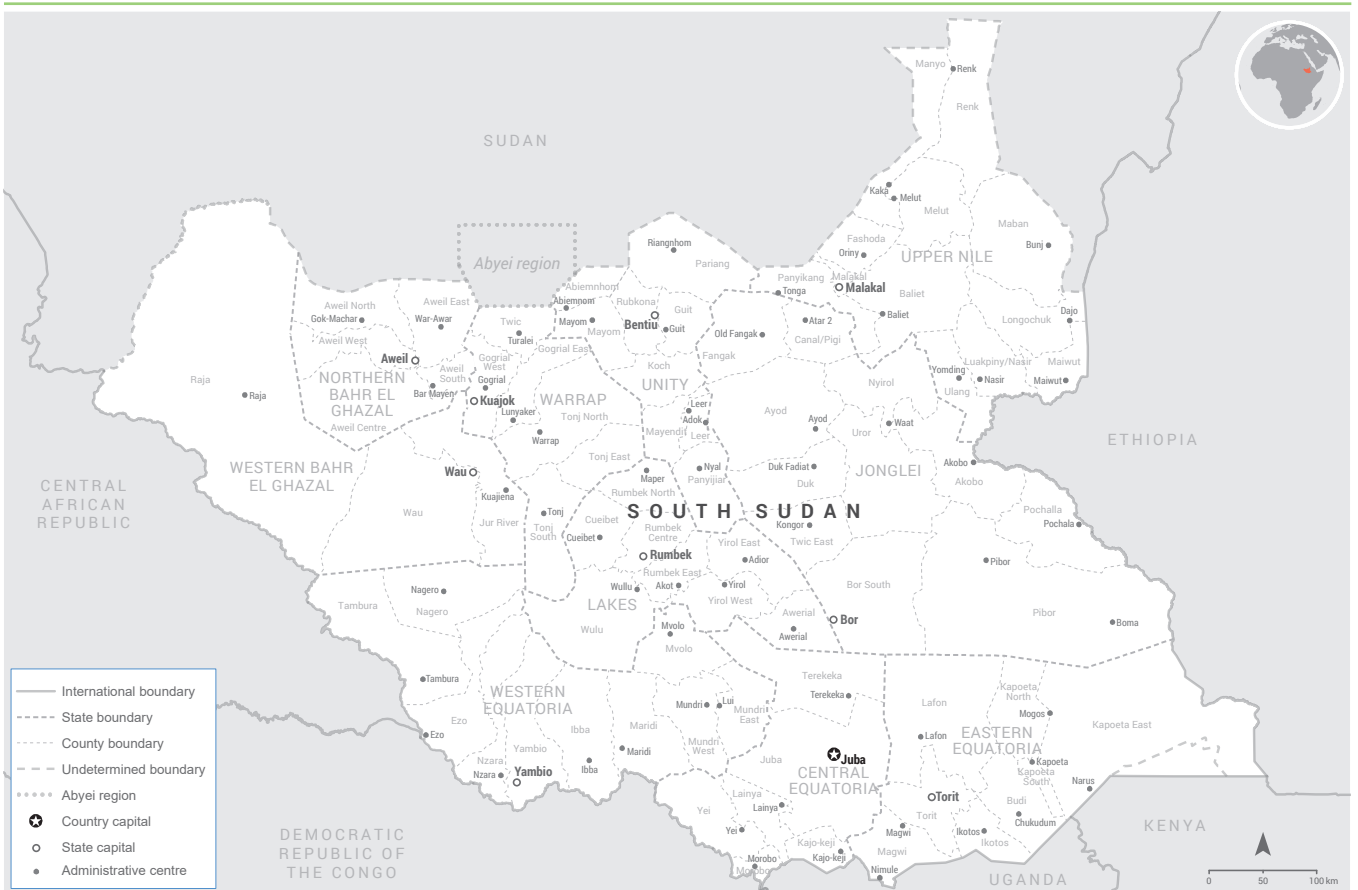 Manyo
Renk
Renk
SUDAN
Kaka
Melut
Melut
Maban
Fashoda
Bunj
Riangnhom
Oriny
UPPER NILE
Abyei region
Pariang
Panyikang
Malakal
Malakal
Tonga
Baliet
Abiemnhom
Aweil North
Aweil East
Abiemnom
Rubkona
Guit
Dajo
Gok-Machar
War-Awar
Twic
Mayom
Mayom
Bentiu
Guit
Old Fangak
Atar 2
Baliet
Longochuk
Aweil West
Turalei
Canal/Pigi
Gogrial East
Fangak
Aweil
Gogrial
West
Koch
Luakpiny/Nasir
Maiwut
Raja
Aweil
South
Yomding
Nasir
Maiwut
NORTHERN
BAHR EL
GHAZAL
Gogrial
UNITY
Nyirol
Ulang
Raja
Bar Mayen
Kuajok
WARRAP
Leer
Lunyaker
Tonj North
Adok
Ayod
Ayod
Waat
Aweil Centre
Warrap
Mayendit
Leer
Uror
ETHIOPIA
Tonj East
WESTERN BAHR
EL GHAZAL
Wau
Maper
Nyal
Duk Fadiat
JONGLEI
Akobo
Panyijiar
Duk
Akobo
CENTRAL
AFRICAN
REPUBLIC
Kuajiena
Rumbek North
Wau
Jur River
Tonj
SOUTH SUDAN
Pochalla
Tonj
South
Cueibet
Rumbek
Centre
Kongor
Pochala
Cueibet
Yirol East
Twic East
Rumbek
Adior
Pibor
Rumbek East
Nagero
Wullu
Akot
Yirol
Bor South
Tambura
Nagero
LAKES
Yirol West
Awerial
Pibor
Wulu
Mvolo
Awerial
Bor
Boma
Mvolo
Tambura
Terekeka
WESTERN
EQUATORIA
Terekeka
Kapoeta
North
Mundri
Lui
Lafon
Ezo
Mundri
East
Mogos
Kapoeta East
Ezo
Ibba
Maridi
Lafon
EASTERN
EQUATORIA
Yambio
Maridi
Mundri
West
Nzara
Ibba
Juba
Juba
Kapoeta
Nzara
Yambio
CENTRAL
EQUATORIA
Kapoeta
South
Narus
Lainya
Torit
Budi
Yei
Lainya
Torit
Chukudum
Yei
Magwi
Ikotos
KENYA
DEMOCRATIC
REPUBLIC OF
THE CONGO
Kajo-keji
Ikotos
Morobo
Kajo-keji
Magwi
Morobo
Nimule
UGANDA
International boundary
State boundary
County boundary
Undetermined boundary
Abyei region
Country capital
State capital
Administrative centre
0 50 100 km